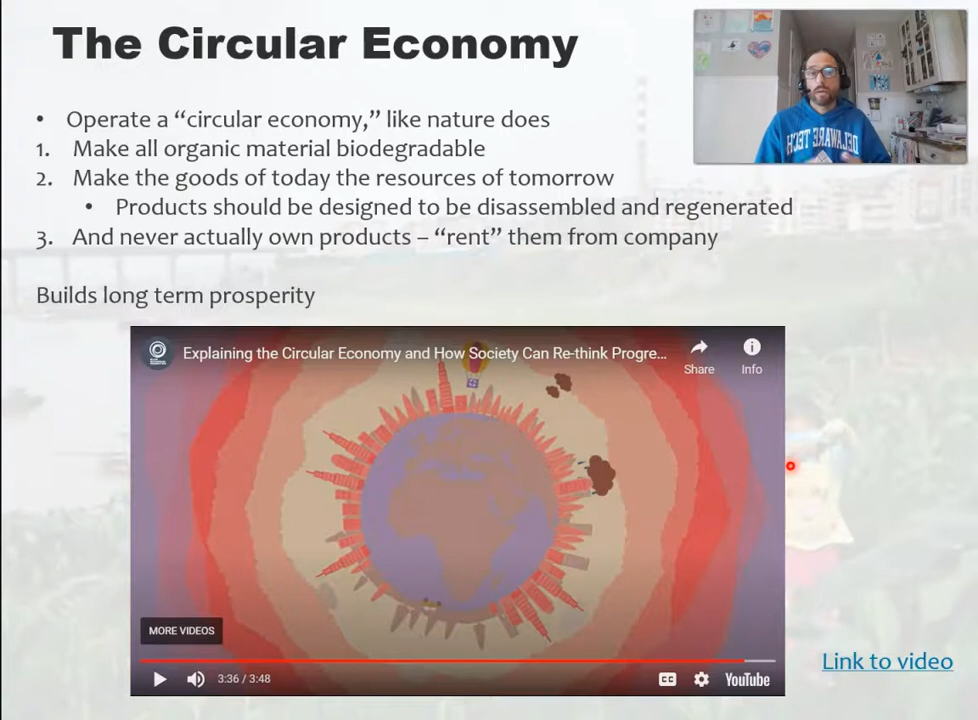 The Circular Economy
DELAWARE TECH
• Operate a “circular economy,” like nature does
1. Make all organic material biodegradable
2. Make the goods of today the resources of tomorrow
• Products should be designed to be disassembled and regenerated
3. And never actually own products – “rent” them from company
Builds long term prosperity
Explaining the Circular Economy and How Society Can Re-think Progre...
Share
Info
MORE VIDEOS
3:36 / 3:48
CC
YouTube
Link to video